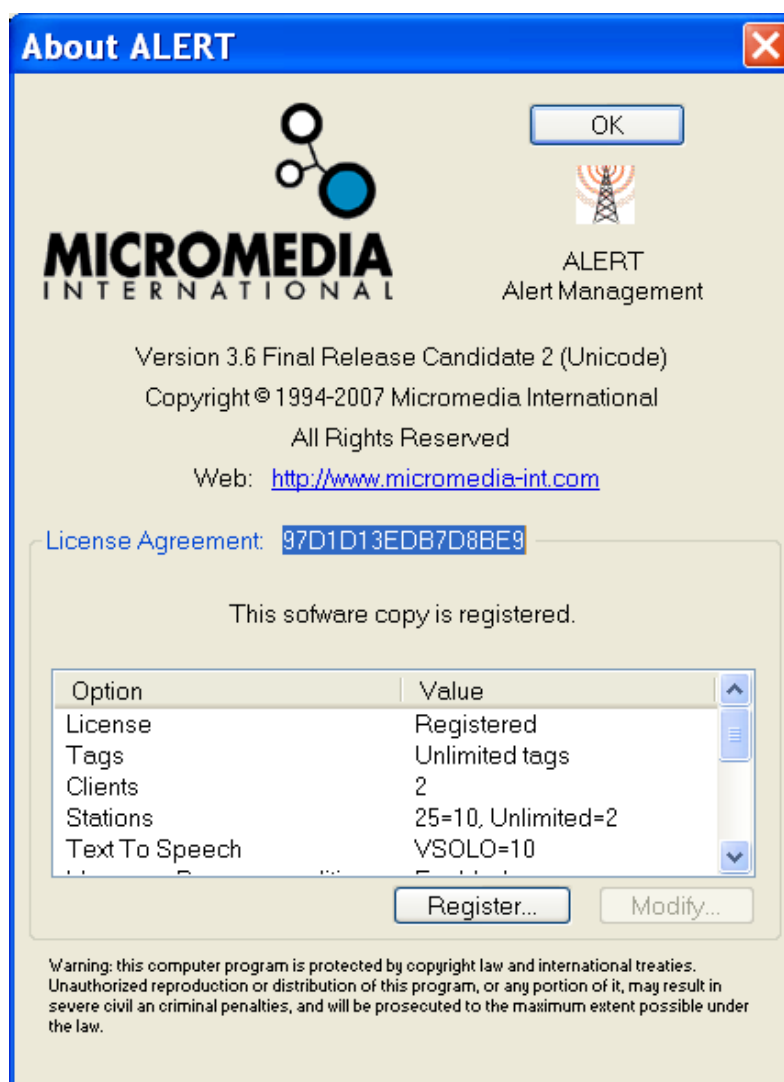 About ALERT
OK
MICROMEDIA
INTERNATIONAL
ALERT
Alert Management
Version 3.6 Final Release Candidate 2 (Unicode)
Copyright © 1994-2007 Micromedia International
All Rights Reserved
Web: http://www.micromedia-int.com
License Agreement: 97D1D13EDB7D8BE9
This sofware copy is registered.
Option Value
License Registered
Tags Unlimited tags
Clients 2
Stations 25=10, Unlimited=2
Text To Speech VSOLO=10
Register... Modify...
Warning: this computer program is protected by copyright law and international treaties.
Unauthorized reproduction or distribution of this program, or any portion of it, may result in
severe civil an criminal penalties, and will be prosecuted to the maximum extent possible under
the law.